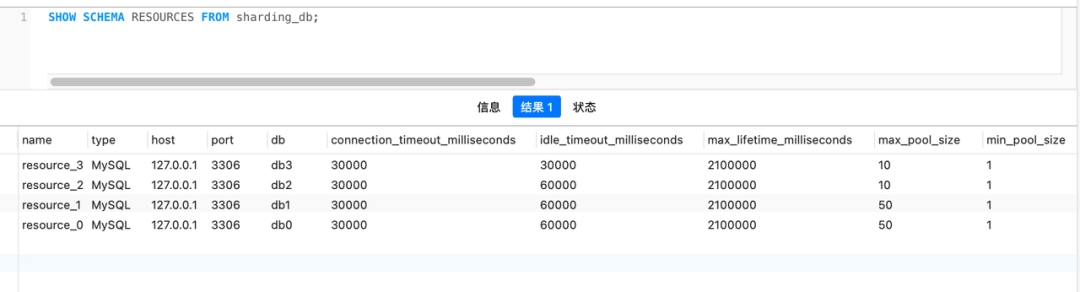 1 SHOW SCHEMA RESOURCES FROM sharding_db;
信息 结果 1 状态
name type host port db connection_timeout_milliseconds idle_timeout_milliseconds max_lifetime_milliseconds max_pool_size min_pool_size
resource_3 MySQL 127.0.0.1 3306 db3 30000 30000 2100000 10 1
resource_2 MySQL 127.0.0.1 3306 db2 30000 60000 2100000 10 1
resource_1 MySQL 127.0.0.1 3306 db1 30000 60000 2100000 50 1
resource_0 MySQL 127.0.0.1 3306 db0 30000 60000 2100000 50 1